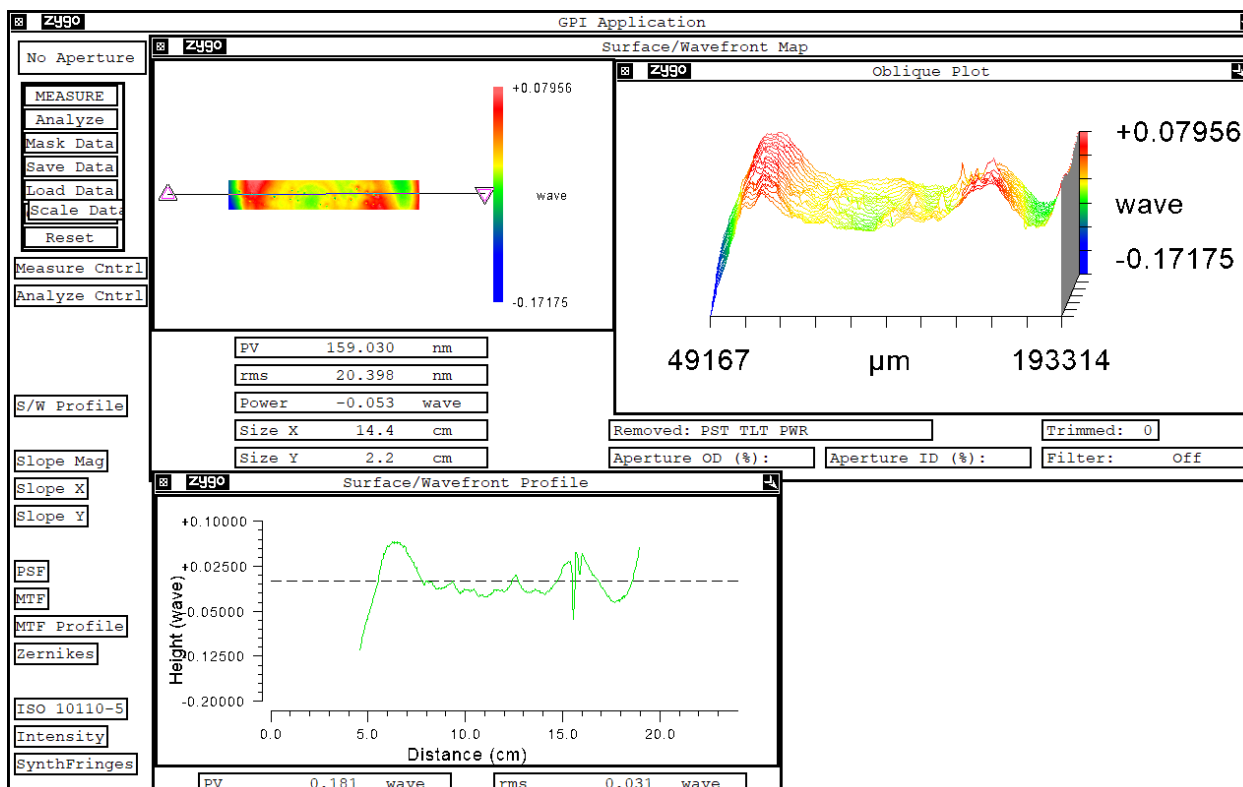 zygo GPI Application
No Aperture
MEASURE
Analyze
Mask Data
Save Data
Load Data
Scale Data
Reset
Measure Cntrl
Analyze Cntrl
S/W Profile
Slope Mag
Slope X
Slope Y
PSF
MTF
MTF Profile
Zernikes
ISO 10110-5
Intensity
SynthFringes
zygo Surface/Wavefront Map
+0.07956
wave
-0.17175
PV 159.030 nm
rms 20.398 nm
Power -0.053 wave
Size X 14.4 cm
Size Y 2.2 cm
zygo Oblique Plot
+0.07956
wave
-0.17175
49167 µm 193314
Removed: PST TLT PWR
Trimmed: 0
Aperture OD (%):
Aperture ID (%):
Filter: Off
zygo Surface/Wavefront Profile
+0.10000
+0.02500
-0.05000
-0.12500
-0.20000
Height (wave)
0.0 5.0 10.0 15.0 20.0
Distance (cm)
PV 0.181 wave
rms 0.031 wave